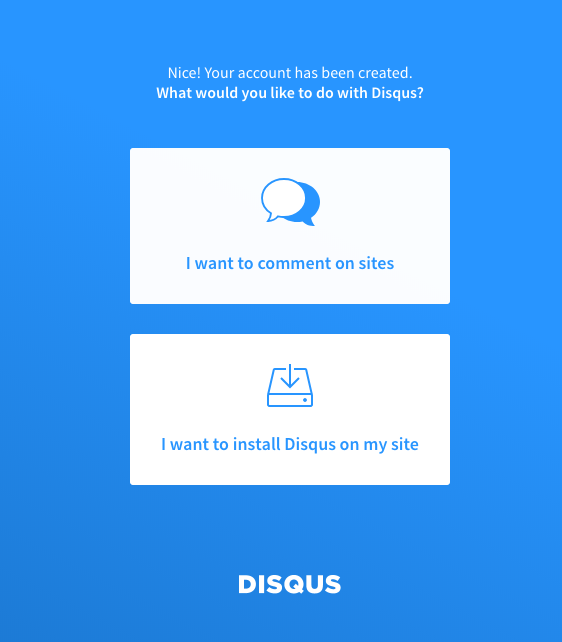 Nice! Your account has been created.
What would you like to do with Disqus?
I want to comment on sites
I want to install Disqus on my site
DISQUS